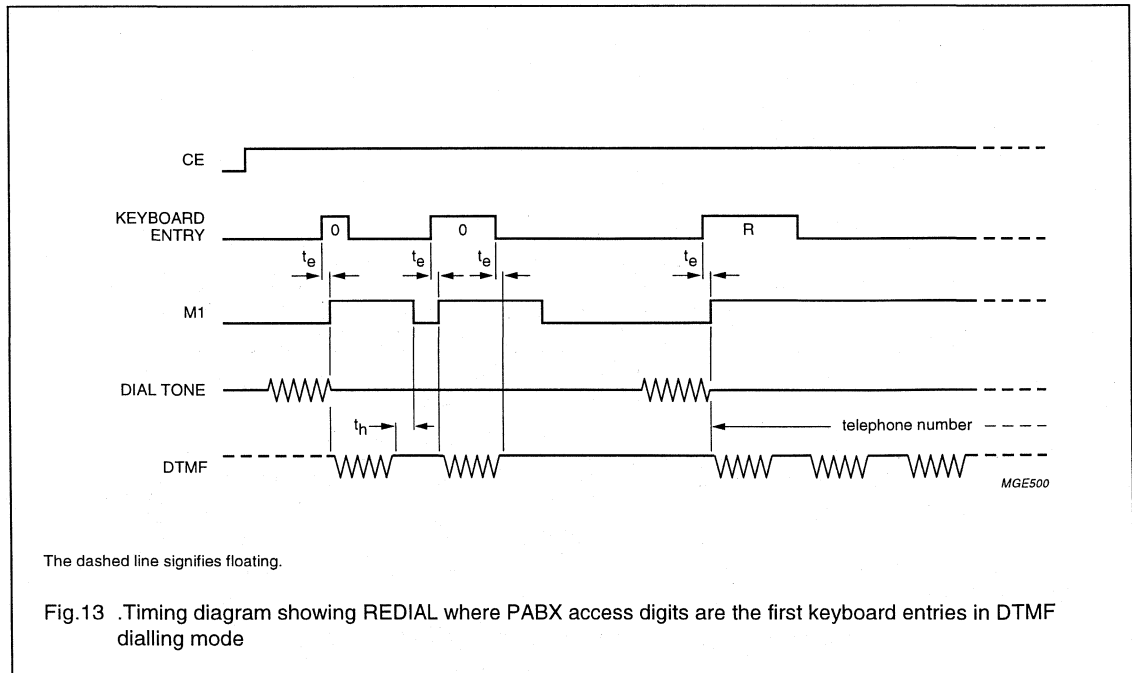 CE
KEYBOARD
ENTRY
0
0
R
te
te
te
te
M1
DIAL TONE
th
telephone number
DTMF
MGE500
The dashed line signifies floating.
Fig.13 .Timing diagram showing REDIAL where PABX access digits are the first keyboard entries in DTMF
dialling mode